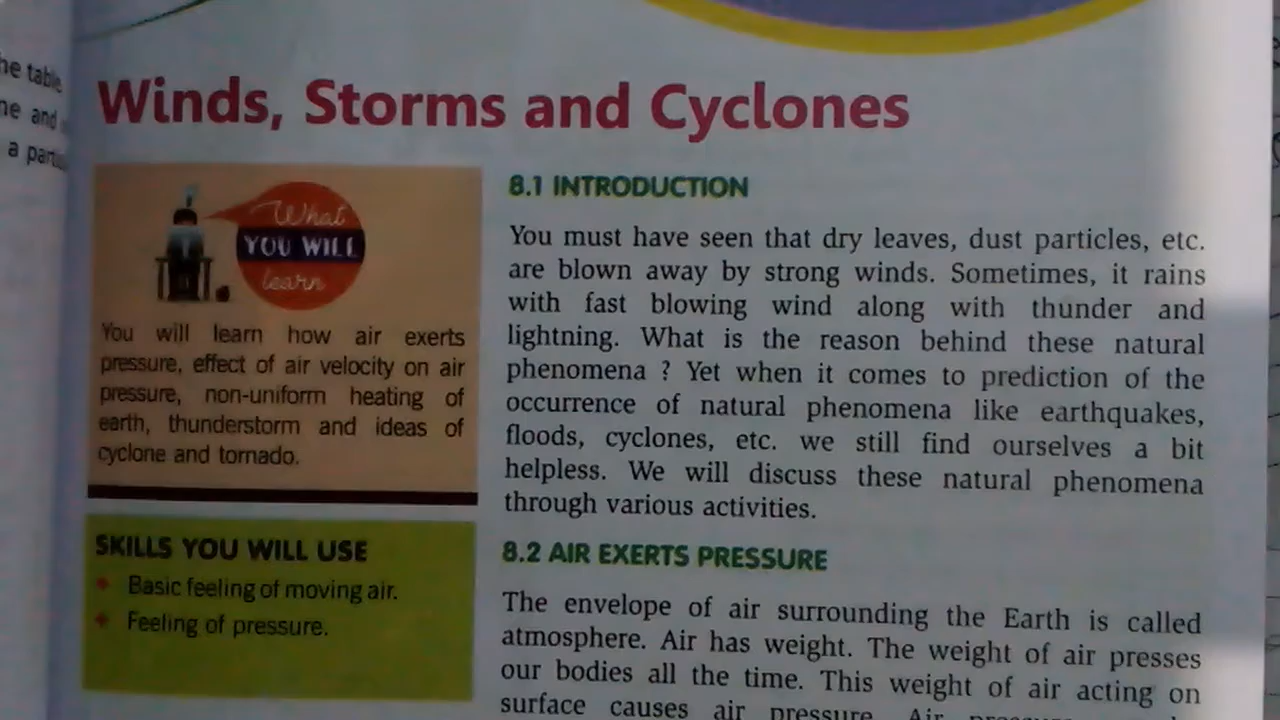 he table
ne and
a partic
Winds, Storms and Cyclones
What
YOU WILL
learn
You will learn how air exerts
pressure, effect of air velocity on air
pressure, non-uniform heating of
earth, thunderstorm and ideas of
cyclone and tornado.
SKILLS YOU WILL USE
Basic feeling of moving air.
Feeling of pressure.
8.1 INTRODUCTION
You must have seen that dry leaves, dust particles, etc.
are blown away by strong winds. Sometimes, it rains
with fast blowing wind along with thunder and
lightning. What is the reason behind these natural
phenomena ? Yet when it comes to prediction of the
occurrence of natural phenomena like earthquakes,
floods, cyclones, etc. we still find ourselves a bit
helpless. We will discuss these natural phenomena
through various activities.
8.2 AIR EXERTS PRESSURE
The envelope of air surrounding the Earth is called
atmosphere. Air has weight. The weight of air presses
our bodies all the time. This weight of air acting on
surface causes air pressure. Air